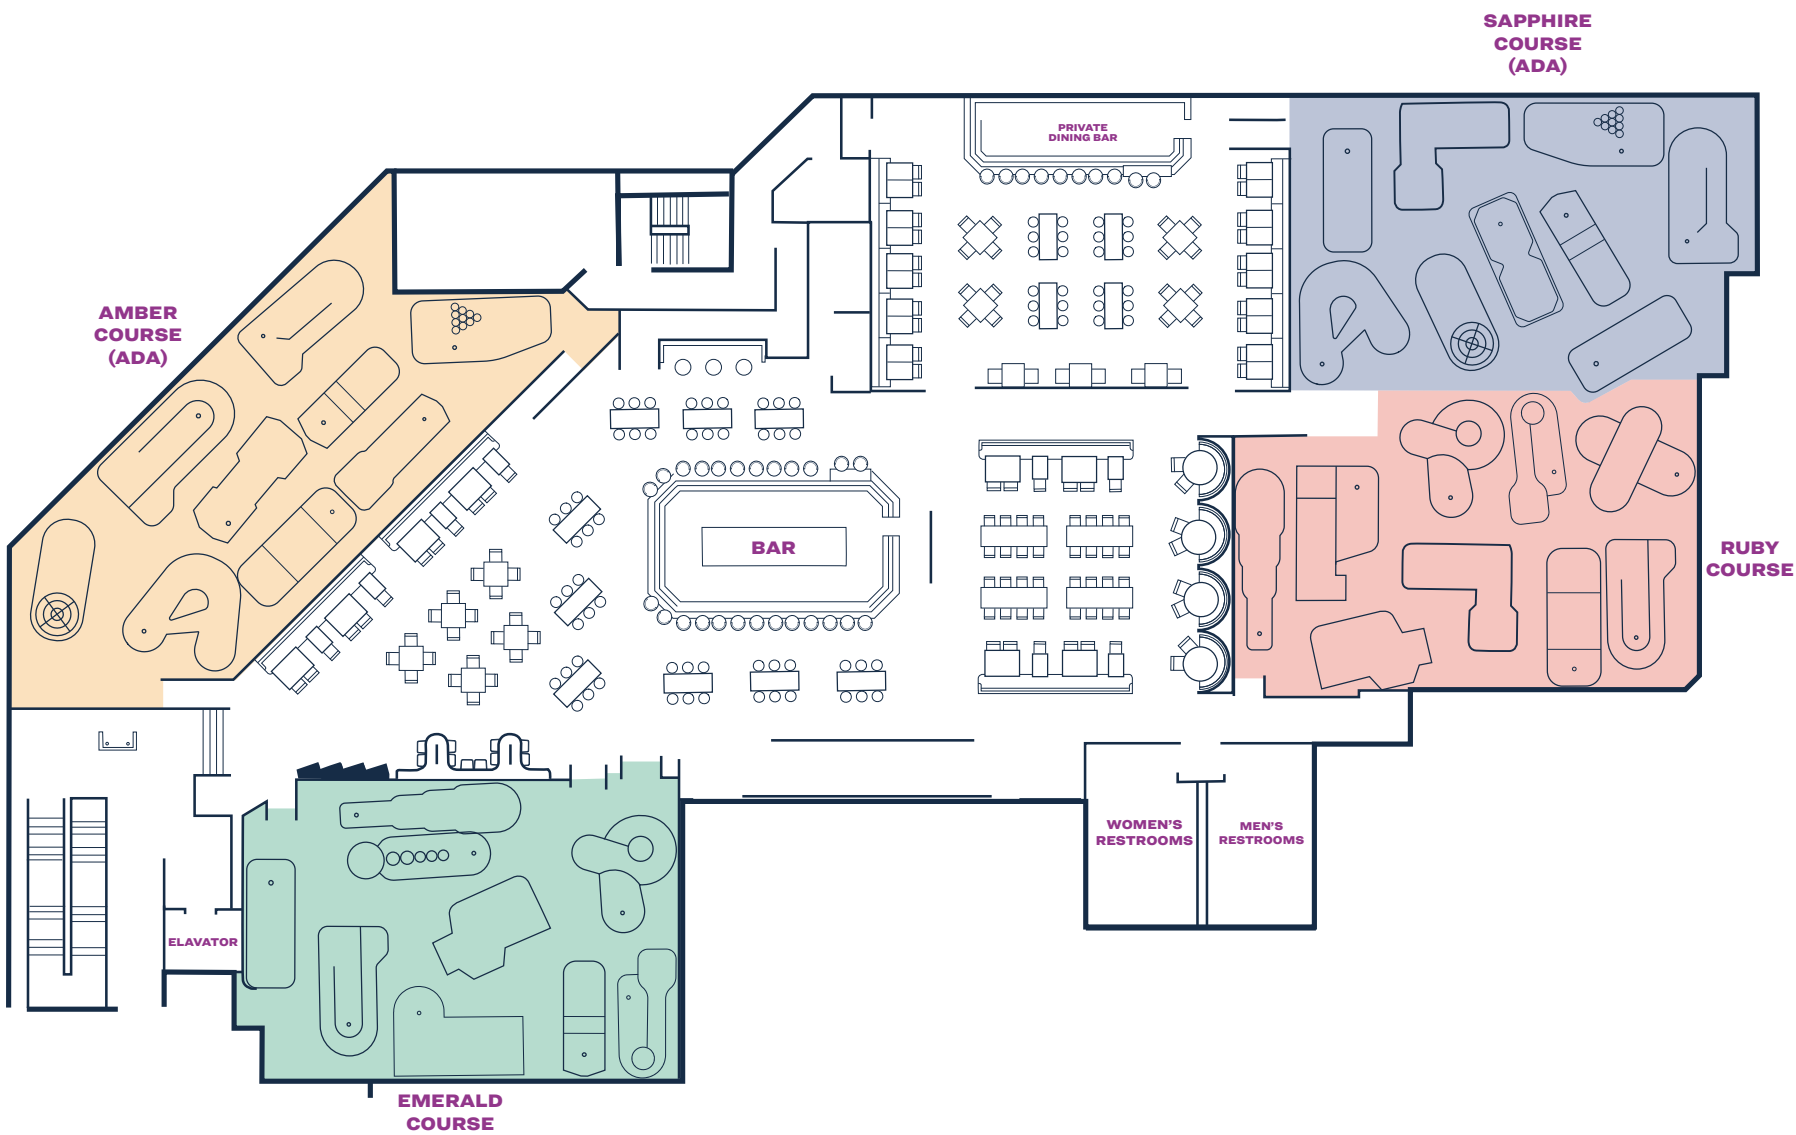 SAPPHIRE
COURSE
(ADA)
PRIVATE
DINING BAR
AMBER
COURSE
(ADA)
BAR
RUBY
COURSE
WOMEN'S
RESTROOMS
MEN'S
RESTROOMS
ELAVATOR
EMERALD
COURSE